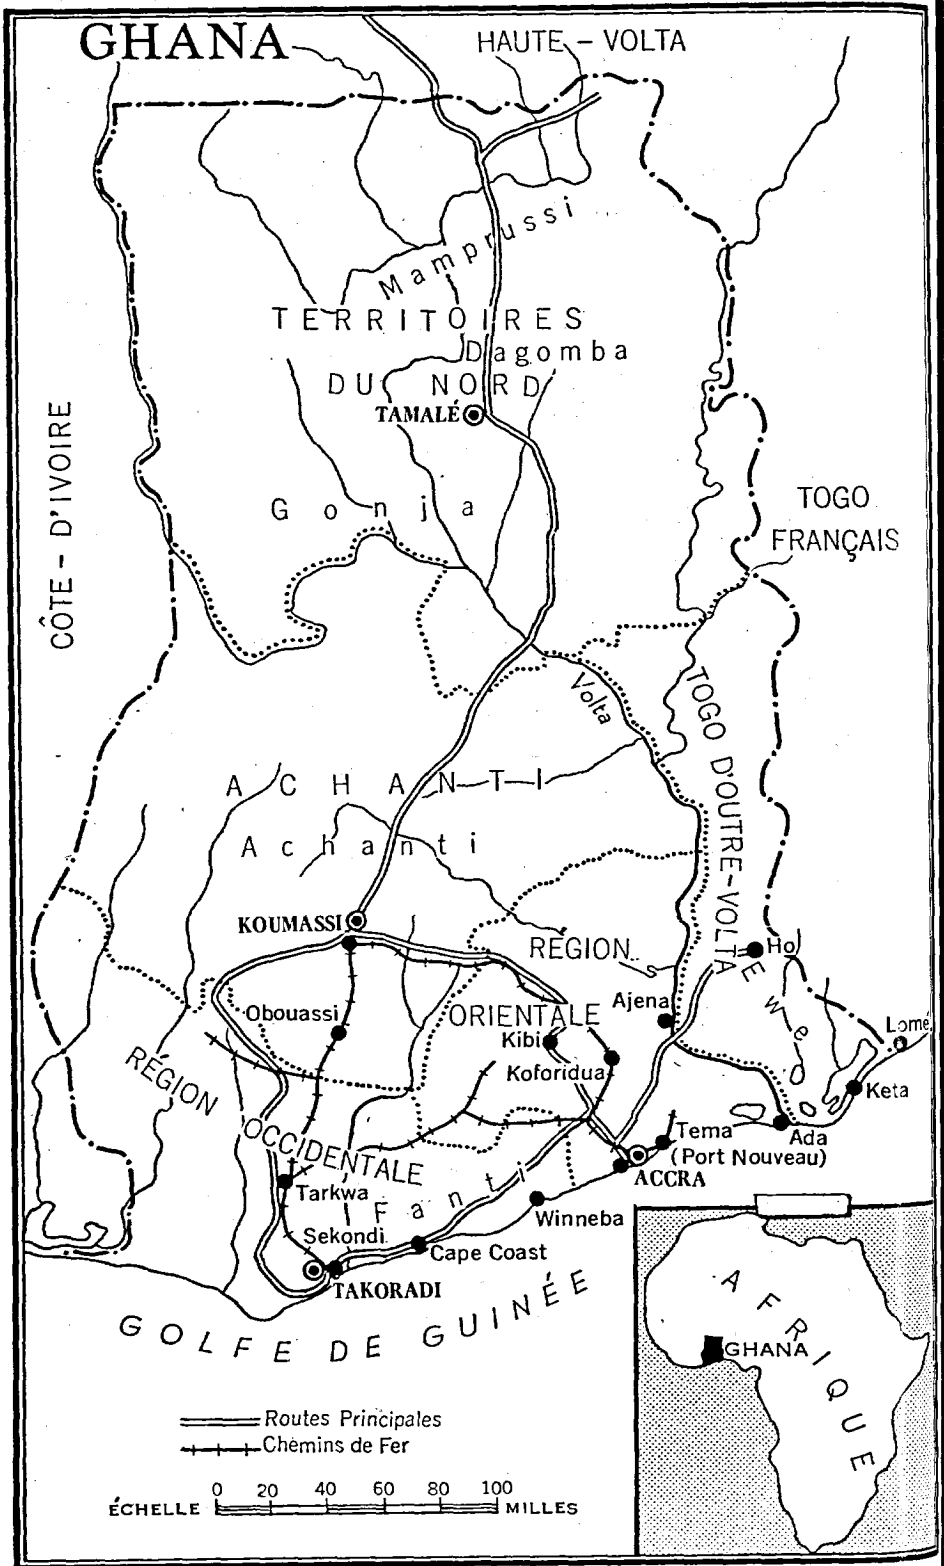 GHANA
HAUTE - VOLTA
Mamprussi
TERRITOIRES
Dagomba
DU NORD
TAMALÉ
CÔTE - D'IVOIRE
Gonja
TOGO
FRANÇAIS
Volta
TOGO D'OUTRE-VOLTA
ACHANTI
Achanti
KOUMASSI
RÉGION
Ho
Ewe
Obouassi
ORIENTALE
Ajena
Kibi
Lome
Koforidua
RÉGION
Keta
OCCIDENTALE
Tema
Ada
(Port Nouveau)
ACCRA
Tarkwa
Fanti
Winneba
Sekondi
Cape Coast
TAKORADI
GOLFE DE GUINÉE
AFRIQUE
GHANA
Routes Principales
Chemins de Fer
0 20 40 60 80 100
ÉCHELLE MILLES